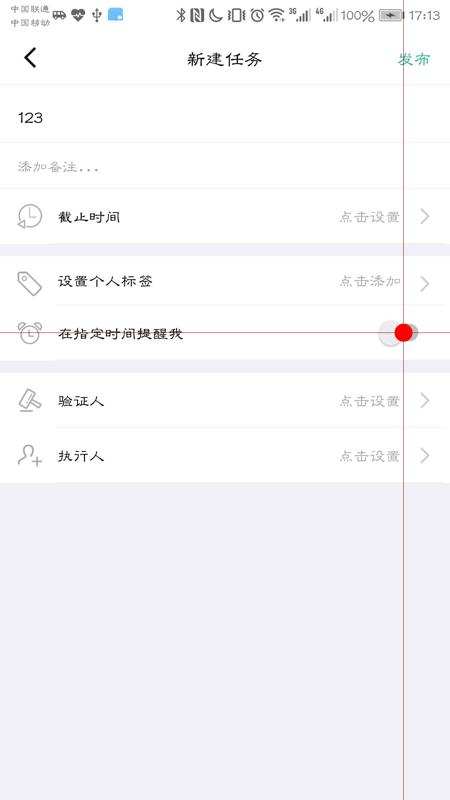 中国联通
中国移动
3G 4G 100% 17:13
新建任务 发布
123
添加备注...
截止时间 点击设置
设置个人标签 点击添加
在指定时间提醒我
验证人 点击设置
执行人 点击设置